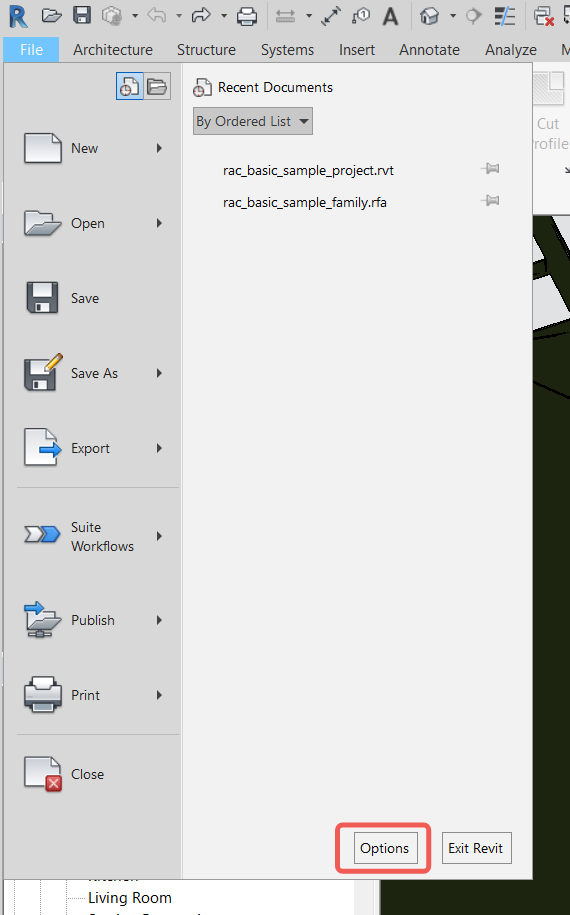 File Architecture Structure Systems Insert Annotate Analyze
Recent Documents
By Ordered List
rac_basic_sample_project.rvt
rac_basic_sample_family.rfa
New
Open
Save
Save As
Export
Suite
Workflows
Publish
Print
Close
Cut
Options
Exit Revit
Living Room